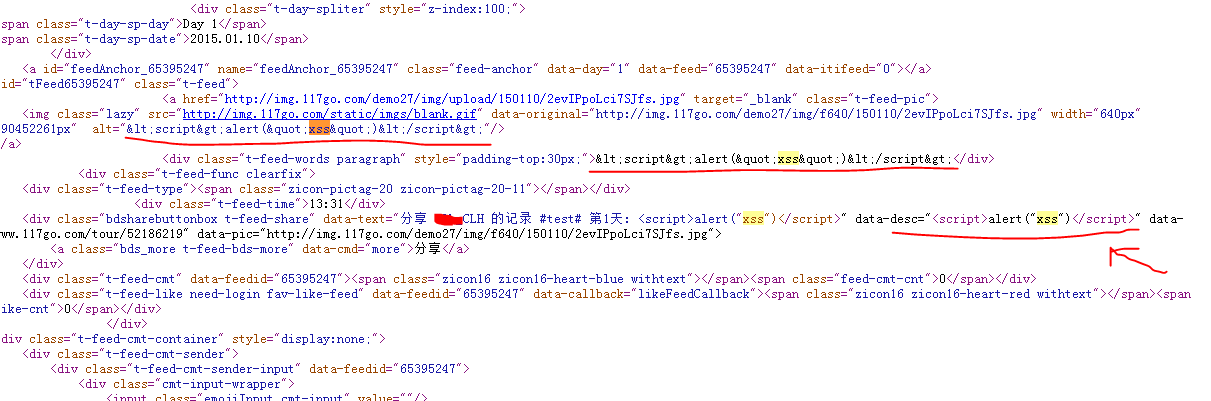 <div class="t-day-spliter" style="z-index:100;">
span class="t-day-sp-day">Day 1</span>
span class="t-day-sp-date">2015.01.10</span>
</div>
<a id="feedAnchor_65395247" name="feedAnchor_65395247" class="feed-anchor" data-day="1" data-feed="65395247" data-itifeed="0"></a>
id="tFeed65395247" class="t-feed">
<a href="http://img.117go.com/demo27/img/upload/150110/2evIPpoLci7SJfs.jpg" target="_blank" class="t-feed-pic">
<img class="lazy" src="http://img.117go.com/static/imgs/blank.gif" data-original="http://img.117go.com/demo27/img/f640/150110/2evIPpoLci7SJfs.jpg" width="640px"
90452261px"  alt="&lt;script&gt;alert(&quot;xss&quot;)&lt;/script&gt;"/>
/a>
<div class="t-feed-words paragraph" style="padding-top:30px;">&lt;script&gt;alert(&quot;xss&quot;)&lt;/script&gt;</div>
<div class="t-feed-func clearfix">
<div class="t-feed-type"><span class="zicon-pictag-20 zicon-pictag-20-11"></span></div>
<div class="t-feed-time">13:31</div>
<div class="bdsharebuttonbox t-feed-share" data-text="分享 CLH 的记录 #test# 第1天: <script>alert("xss")</script>" data-desc="<script>alert("xss")</script>" data-
ww.117go.com/tour/52186219" data-pic="http://img.117go.com/demo27/img/f640/150110/2evIPpoLci7SJfs.jpg">
<a class="bds_more t-feed-bds-more" data-cmd="more">分享</a>
</div>
<div class="t-feed-cmt" data-feedid="65395247"><span class="zicon16 zicon16-heart-blue withtext"></span><span class="feed-cmt-cnt">0</span></div>
<div class="t-feed-like need-login fav-like-feed" data-feedid="65395247" data-callback="likeFeedCallback"><span class="zicon16 zicon16-heart-red withtext"></span><span
ike-cnt">0</span></div>
</div>
div class="t-feed-cmt-container" style="display:none;">
<div class="t-feed-cmt-sender">
<div class="t-feed-cmt-sender-input" data-feedid="65395247">
<div class="cmt-input-wrapper">
<input class="emojiInput cmt-input" value=""/>